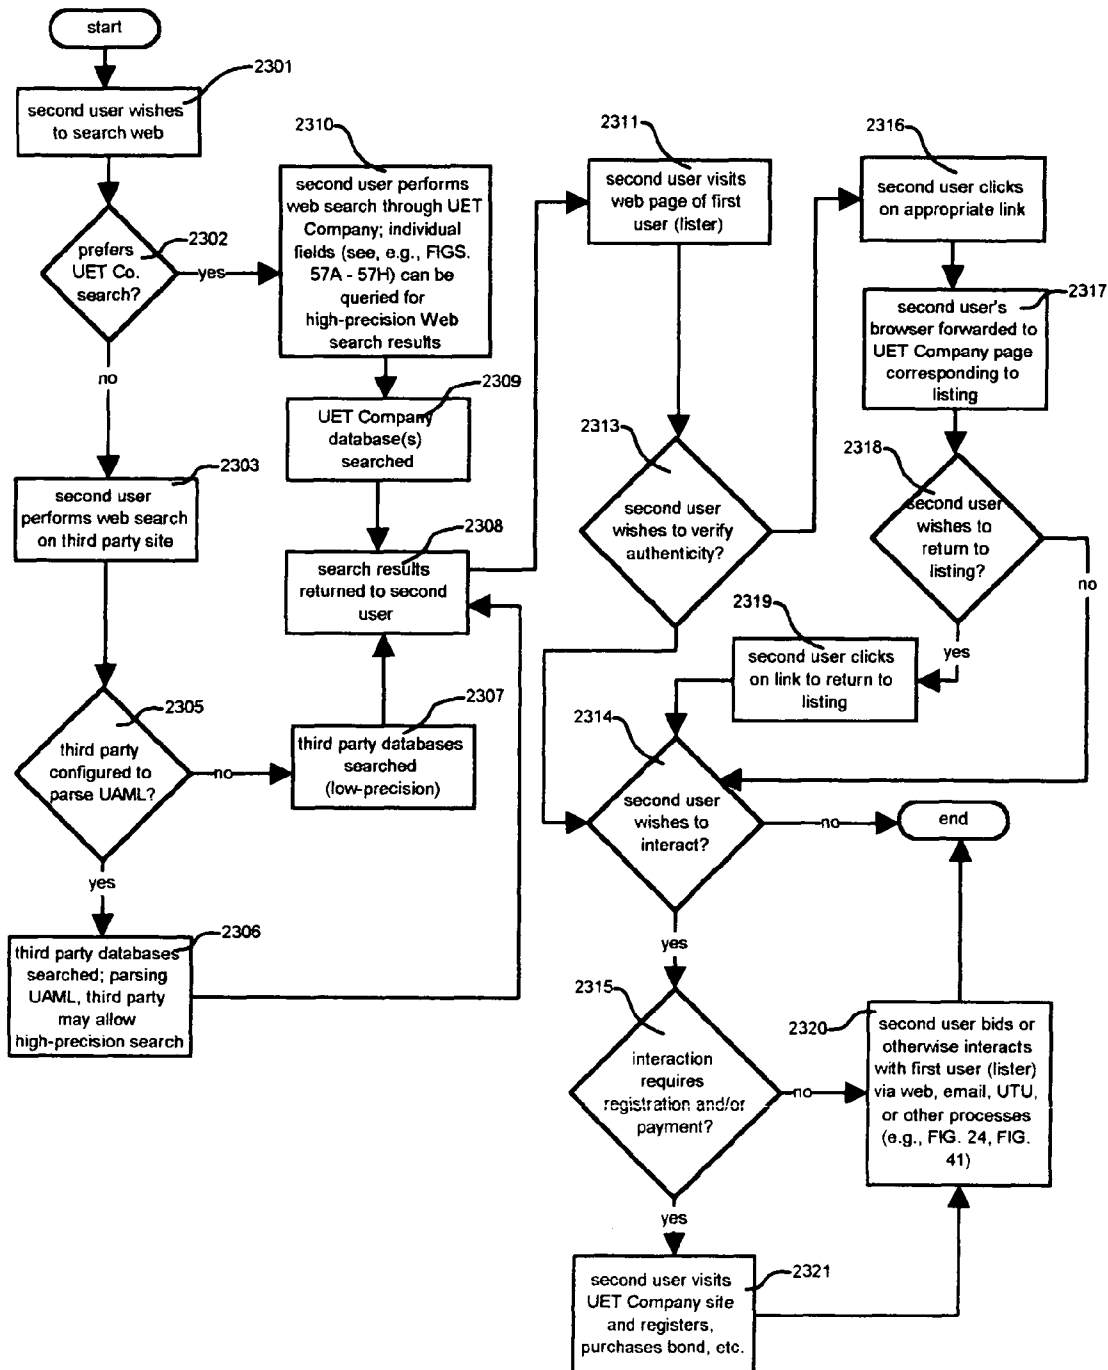 start
2301
second user wishes
to search web
2302
prefers
UET Co.
search?
yes
no
2310
second user performs
web search through UET
Company; individual
fields (see, e.g., FIGS.
57A - 57H) can be
queried for
high-precision Web
search results
2309
UET Company
database(s)
searched
2303
second user
performs web search
on third party site
2308
search results
returned to second
user
2305
third party
configured to
parse UAML?
no
yes
2307
third party databases
searched
(low-precision)
2306
third party databases
searched; parsing
UAML, third party
may allow
high-precision search
2311
second user visits
web page of first
user (lister)
2313
second user
wishes to verify
authenticity?
2316
second user clicks
on appropriate link
2317
second user's
browser forwarded to
UET Company page
corresponding to
listing
2318
second user
wishes to
return to
listing?
no
yes
2319
second user clicks
on link to return to
listing
2314
second user
wishes to
interact?
no
end
yes
2315
interaction
requires
registration and/or
payment?
no
yes
2320
second user bids or
otherwise interacts
with first user (lister)
via web, email, UTU,
or other processes
(e.g., FIG. 24, FIG.
41)
2321
second user visits
UET Company site
and registers,
purchases bond, etc.